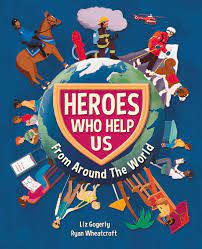 HEROES
WHO HELP
US
From Around The World
Liz Gogerly
Ryan Wheatcroft